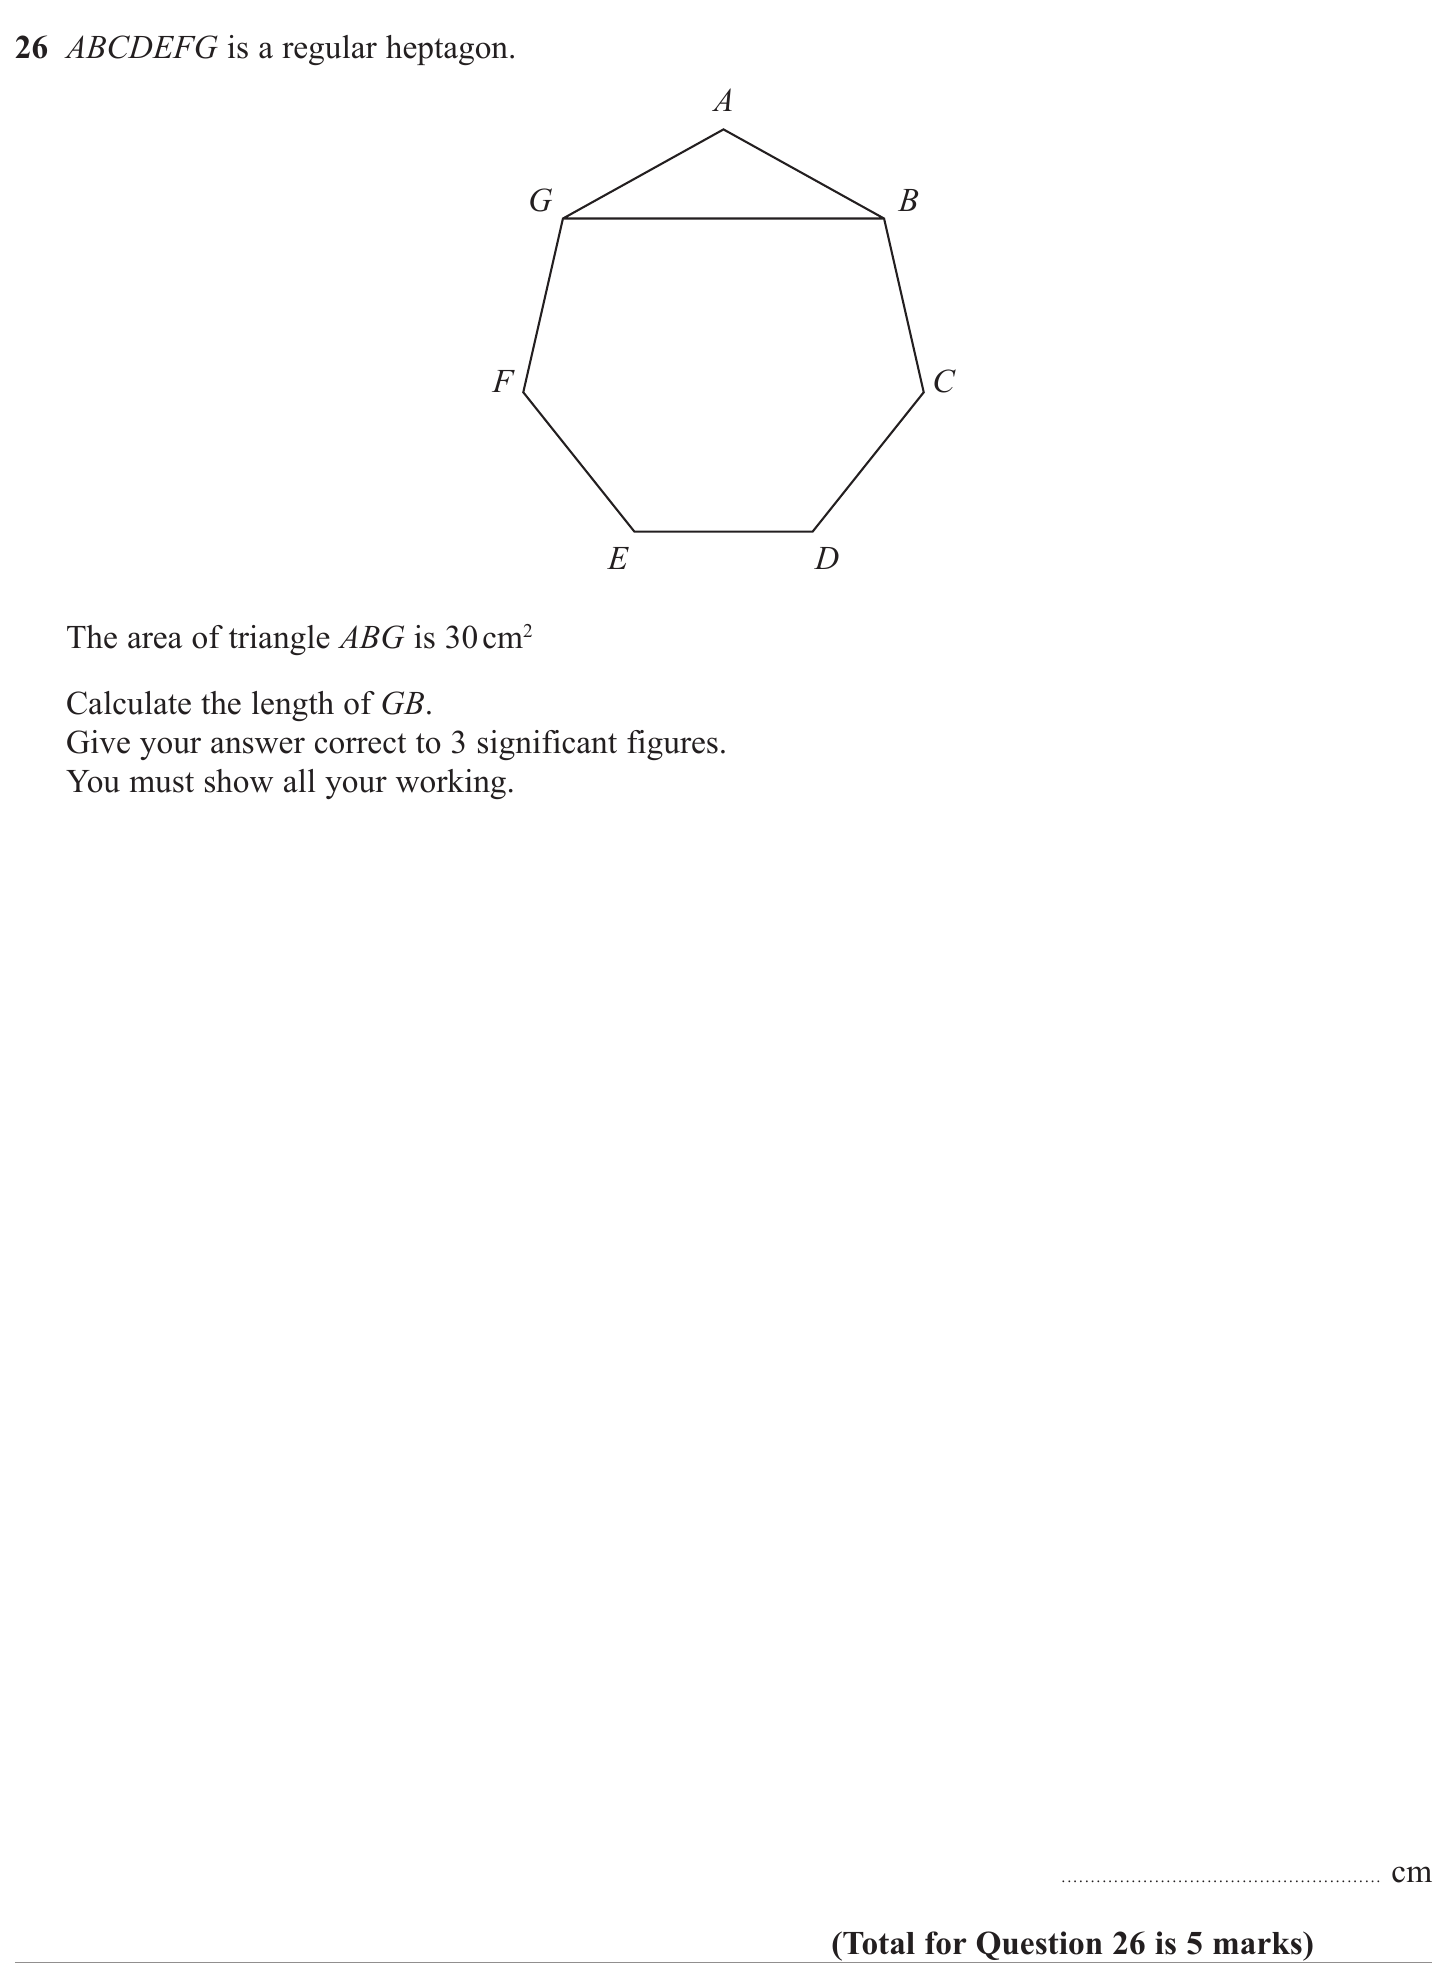 26 ABCDEFG is a regular heptagon.
A
G
B
F
C
E
D
The area of triangle ABG is 30 cm²
Calculate the length of GB.
Give your answer correct to 3 significant figures.
You must show all your working.
...................................................... cm
(Total for Question 26 is 5 marks)